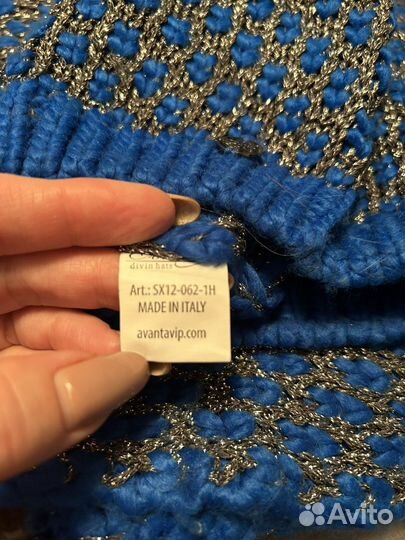 divin hats
Art.: SX12-062-1H
MADE IN ITALY
avantavip.com
Avito